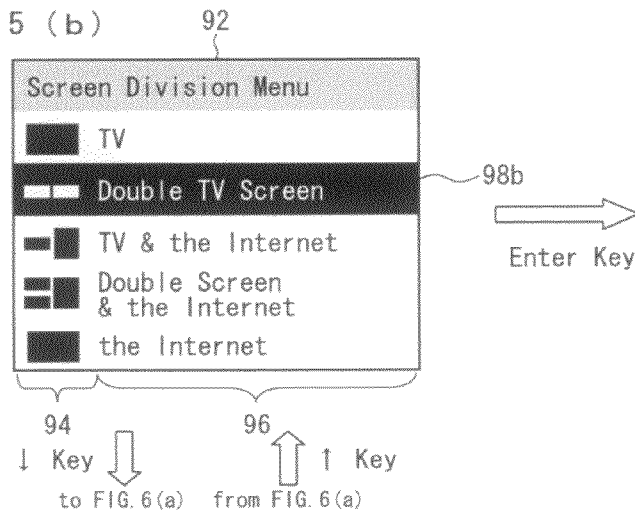 5 (b)
92
Screen Division Menu
TV
Double TV Screen
98b
TV & the Internet
Enter Key
Double Screen
& the Internet
the Internet
94
96
↓ Key
↑ Key
to FIG.6(a)
from FIG.6(a)